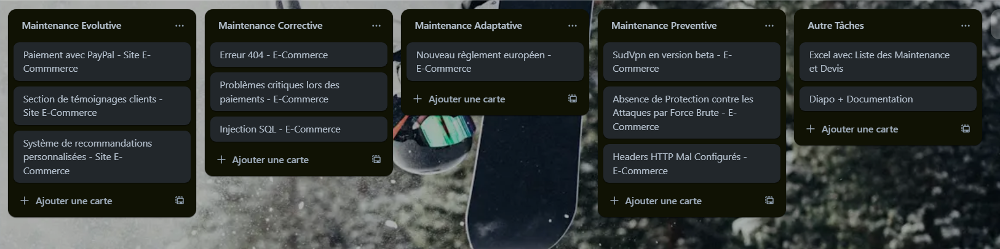 Maintenance Evolutive
Paiement avec PayPal - Site E-
Commmerce
Section de témoignages clients -
Site E-Commerce
Système de recommandations
personnalisées - Site E-
Commerce
Ajouter une carte
Maintenance Corrective
Erreur 404 - E-Commerce
Problèmes critiques lors des
paiements - E-Commerce
Injection SQL - E-Commerce
Ajouter une carte
Maintenance Adaptative
Nouveau règlement européen -
E-Commerce
Ajouter une carte
Maintenance Preventive
SudVpn en version beta - E-
Commerce
Absence de Protection contre les
Attaques par Force Brute - E-
Commerce
Headers HTTP Mal Configurés -
E-Commerce
Ajouter une carte
Autre Tâches
Excel avec Liste des Maintenance
et Devis
Diapo + Documentation
Ajouter une carte